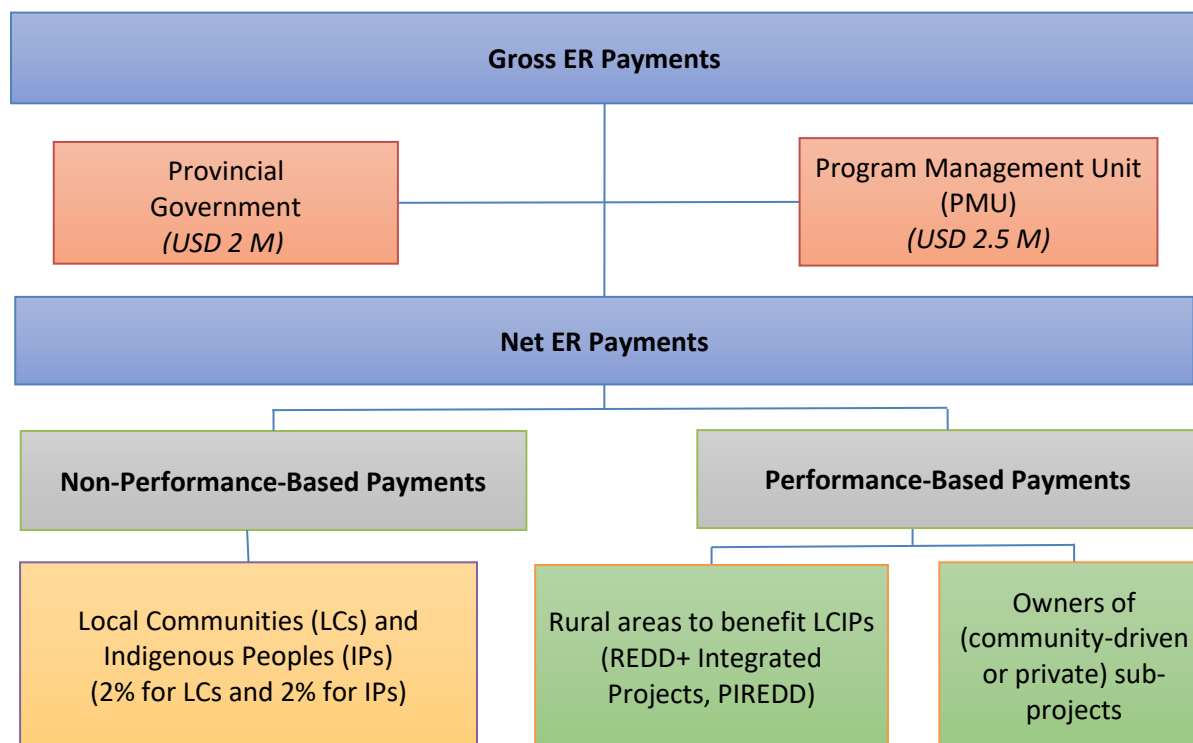 Gross ER Payments
Provincial
Government
(USD 2 M)
Program Management Unit
(PMU)
(USD 2.5 M)
Net ER Payments
Non-Performance-Based Payments
Performance-Based Payments
Local Communities (LCs) and
Indigenous Peoples (IPs)
(2% for LCs and 2% for IPs)
Rural areas to benefit LCIPs
(REDD+ Integrated
Projects, PIREDD)
Owners of
(community-driven
or private) sub-
projects